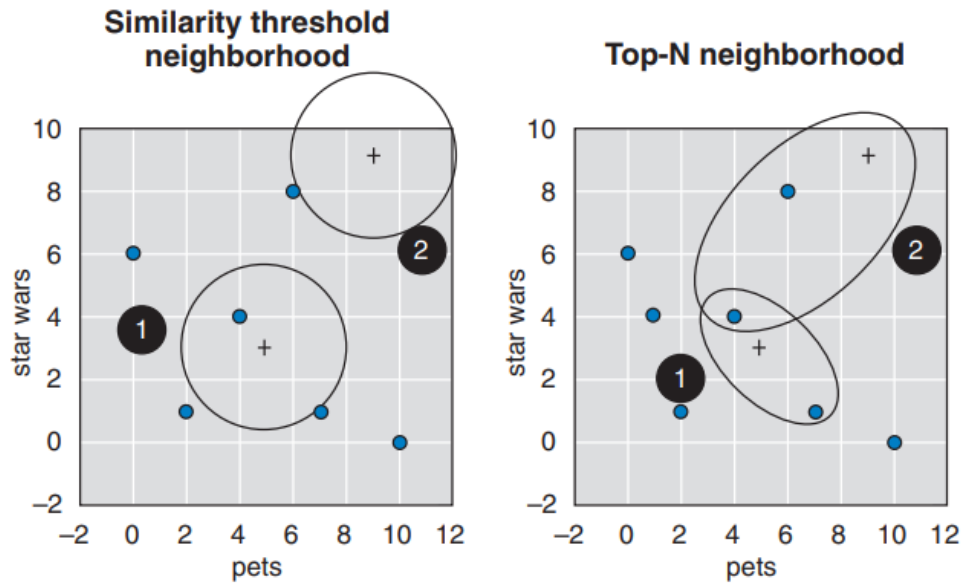 Similarity threshold
neighborhood
10
8
6
4
2
0
–2
star wars
1
2
–2 0 2 4 6 8 10 12
pets
Top-N neighborhood
10
8
6
4
2
0
–2
star wars
2
1
–2 0 2 4 6 8 10 12
pets